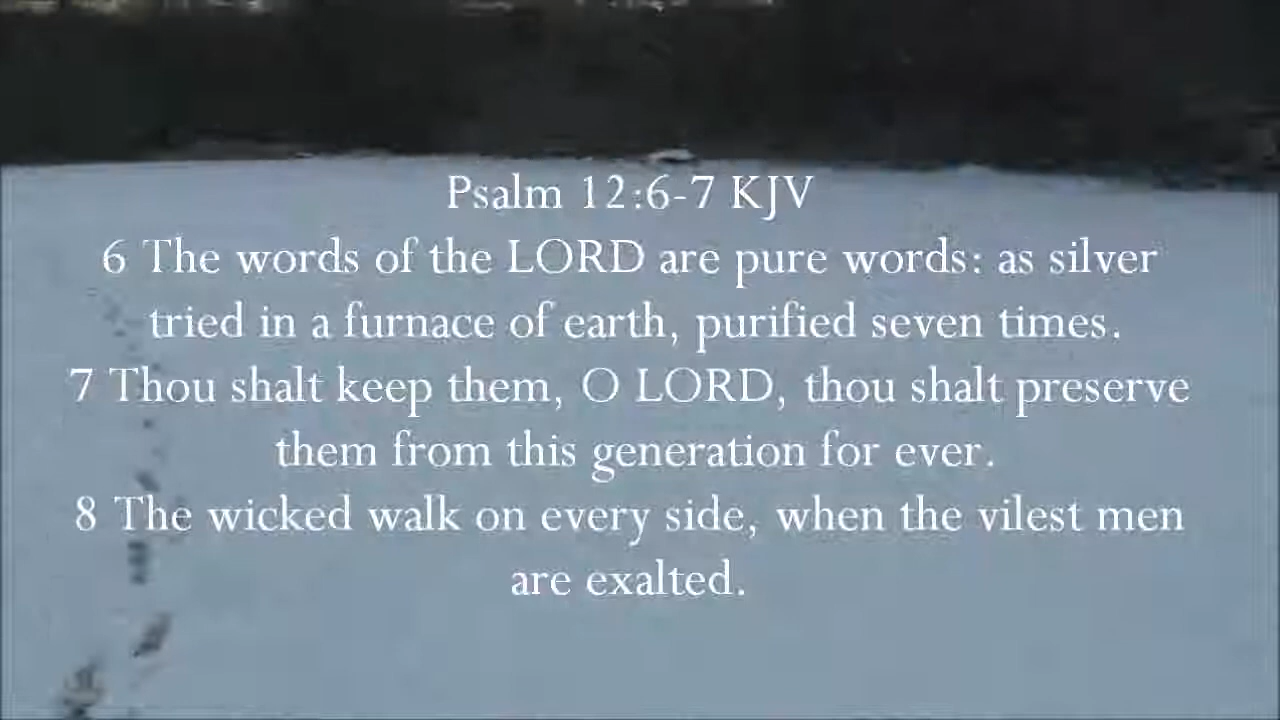 Psalm 12:6-7 KJV
6 The words of the LORD are pure words: as silver
tried in a furnace of earth, purified seven times.
7 Thou shalt keep them, O LORD, thou shalt preserve
them from this generation for ever.
8 The wicked walk on every side, when the vilest men
are exalted.